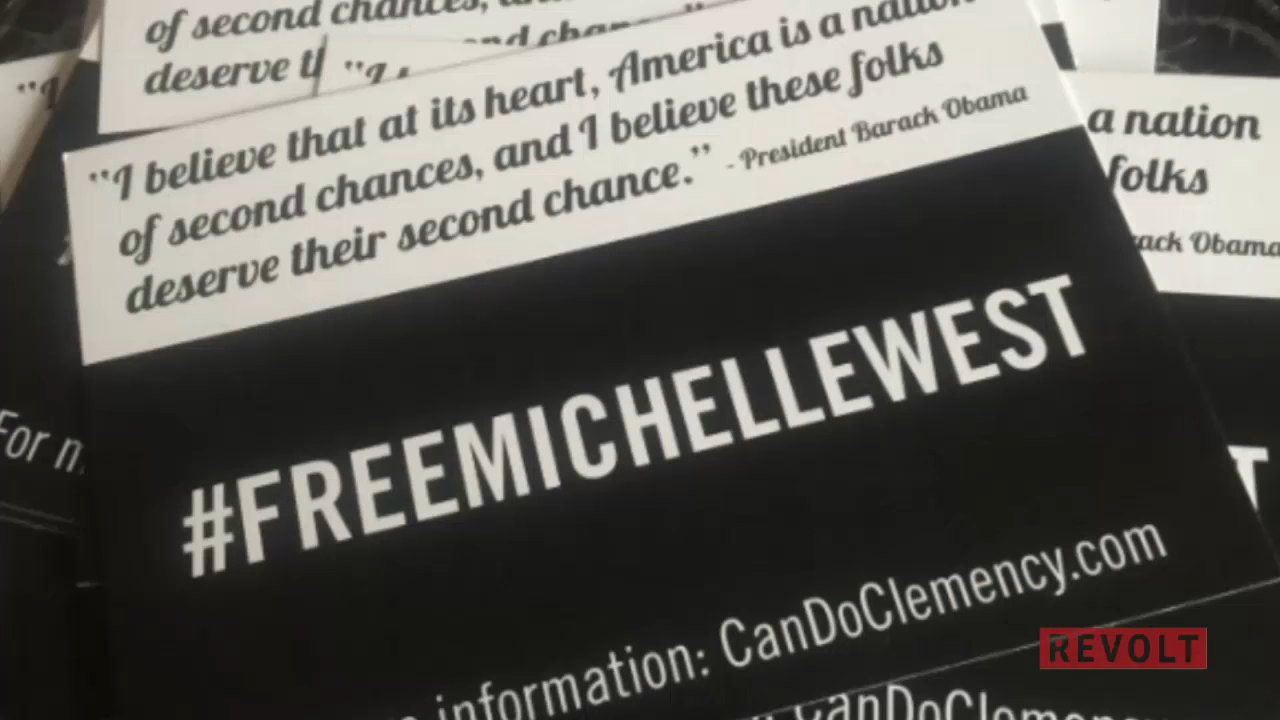 of second chances,
deserve
"I believe that at its heart, America is a nation
of second chances, and I believe these folks
deserve their second chance."
- President Barack Obama
a nation
folks
Obama
#FREEMICHELLEWEST
For
information: CanDoClemency.com
REVOLT